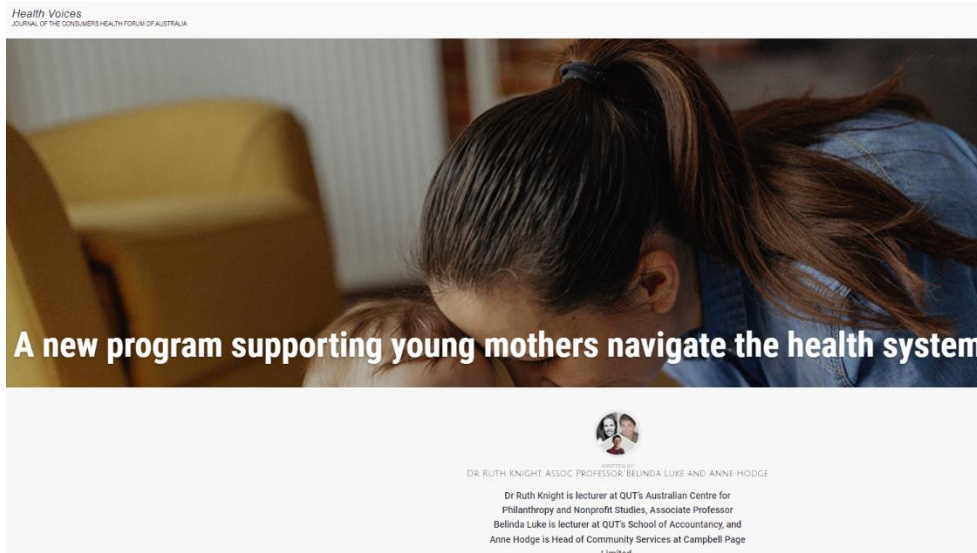 Health Voices
JOURNAL OF THE CONSUMERS HEALTH FORUM OF AUSTRALIA
A new program supporting young mothers navigate the health system
WRITTEN BY
DR RUTH KNIGHT, ASSOC PROFESSOR BELINDA LUKE AND ANNE HODGE
Dr Ruth Knight is lecturer at QUT's Australian Centre for
Philanthropy and Nonprofit Studies, Associate Professor
Belinda Luke is lecturer at QUT's School of Accountancy, and
Anne Hodge is Head of Community Services at Campbell Page
Limited